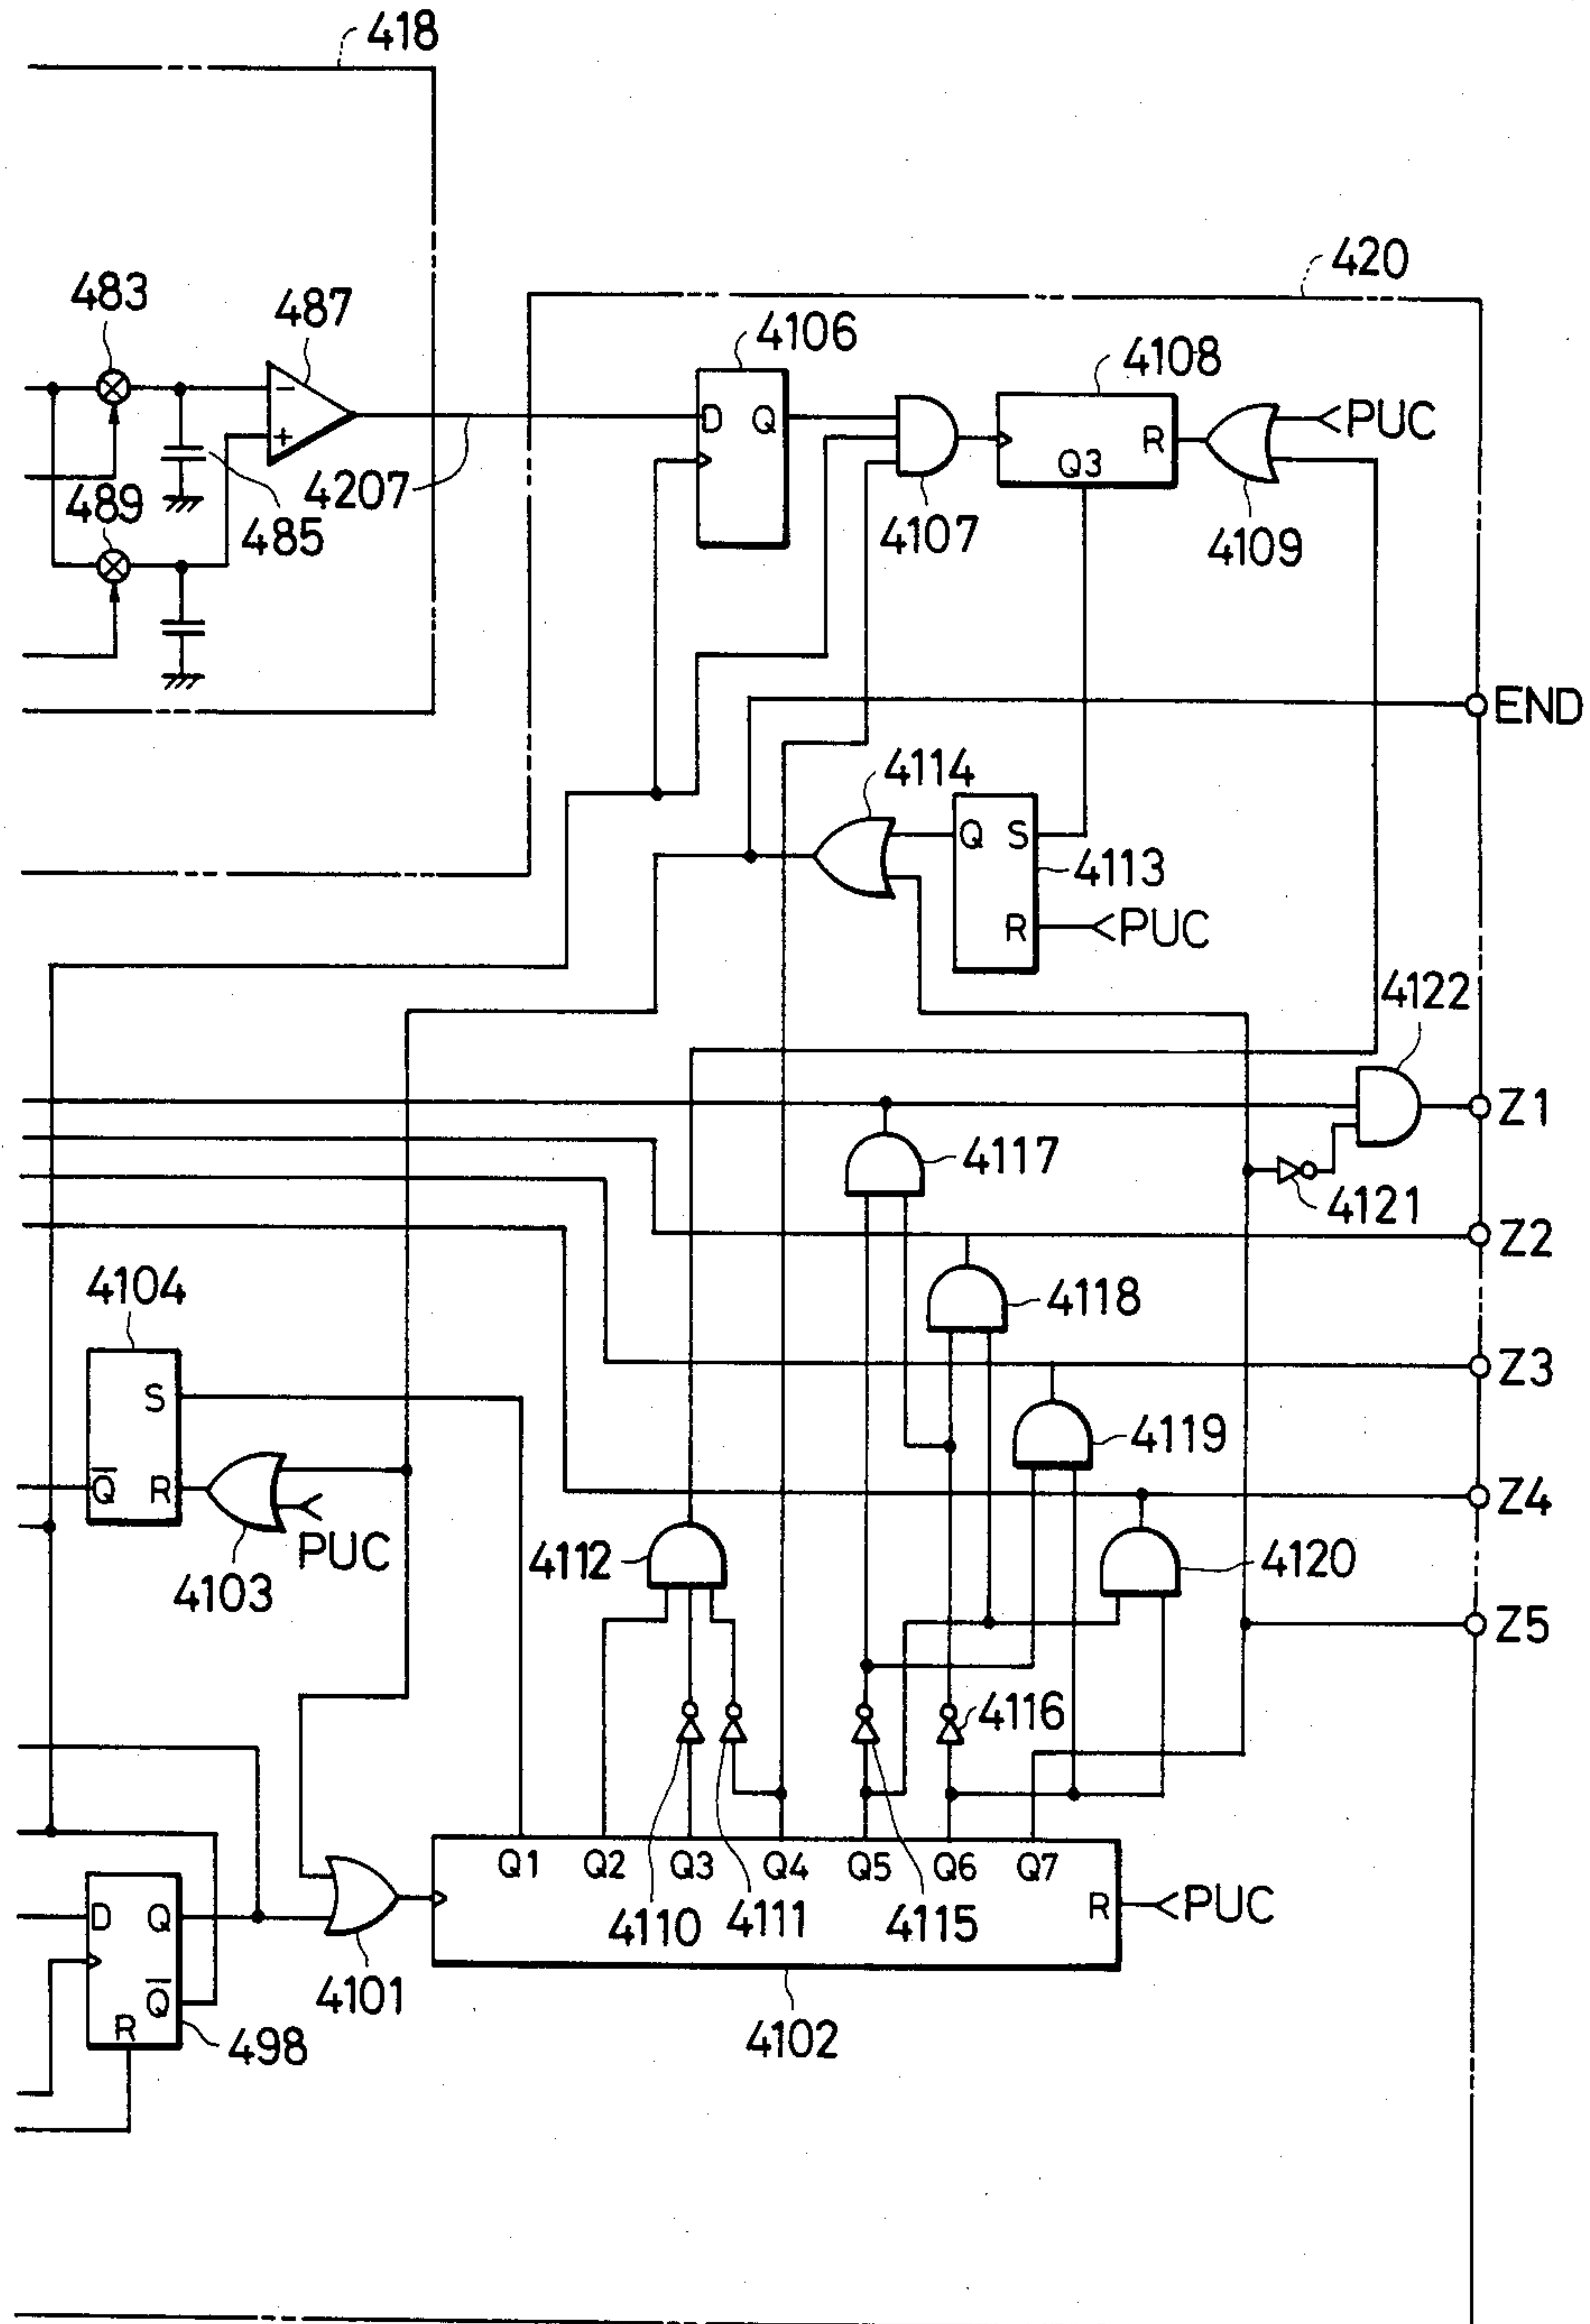 418
420
483
487
4106
4108
D
Q
R
PUC
Q3
−
+
4207
489
485
4107
4109
END
4114
Q
S
4113
R
PUC
4122
Z1
4117
4121
Z2
4104
4118
Z3
S
4119
Q̅
R
Z4
PUC
4112
4120
4103
Z5
4116
Q1
Q2
Q3
Q4
Q5
Q6
Q7
D
Q
R
PUC
4110
4111
4115
Q̅
4101
R
498
4102